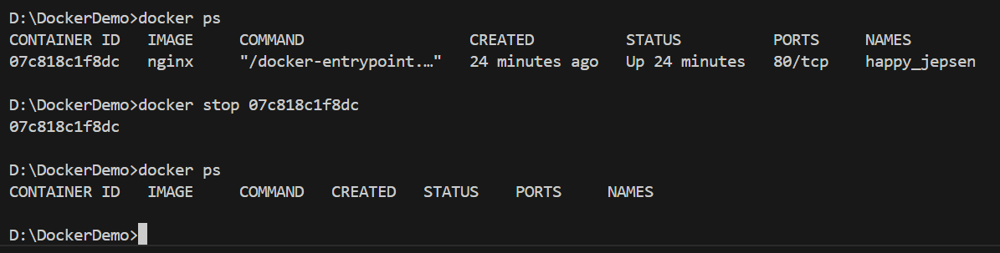 D:\DockerDemo>docker ps
CONTAINER ID   IMAGE     COMMAND                  CREATED          STATUS          PORTS     NAMES
07c818c1f8dc   nginx     "/docker-entrypoint.…"   24 minutes ago   Up 24 minutes   80/tcp    happy_jepsen
D:\DockerDemo>docker stop 07c818c1f8dc
07c818c1f8dc
D:\DockerDemo>docker ps
CONTAINER ID   IMAGE     COMMAND   CREATED   STATUS    PORTS     NAMES
D:\DockerDemo>